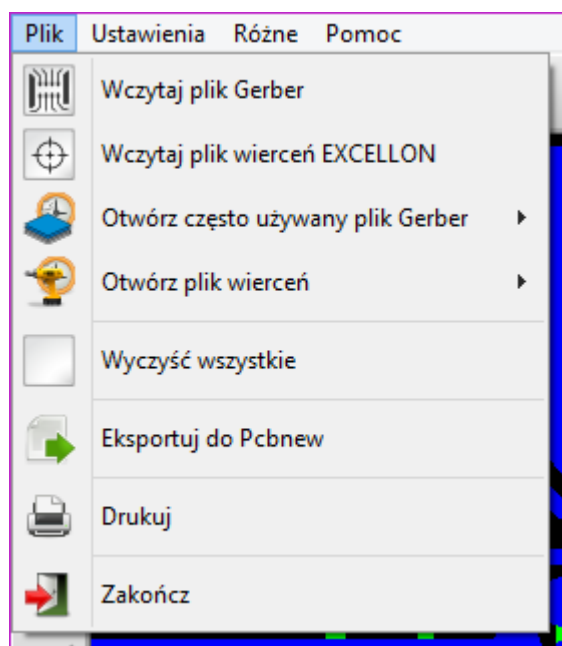 Plik Ustawienia Różne Pomoc
Wczytaj plik Gerber
Wczytaj plik wierceń EXCELLON
Otwórz często używany plik Gerber
Otwórz plik wierceń
Wyczyść wszystkie
Eksportuj do Pcbnew
Drukuj
Zakończ